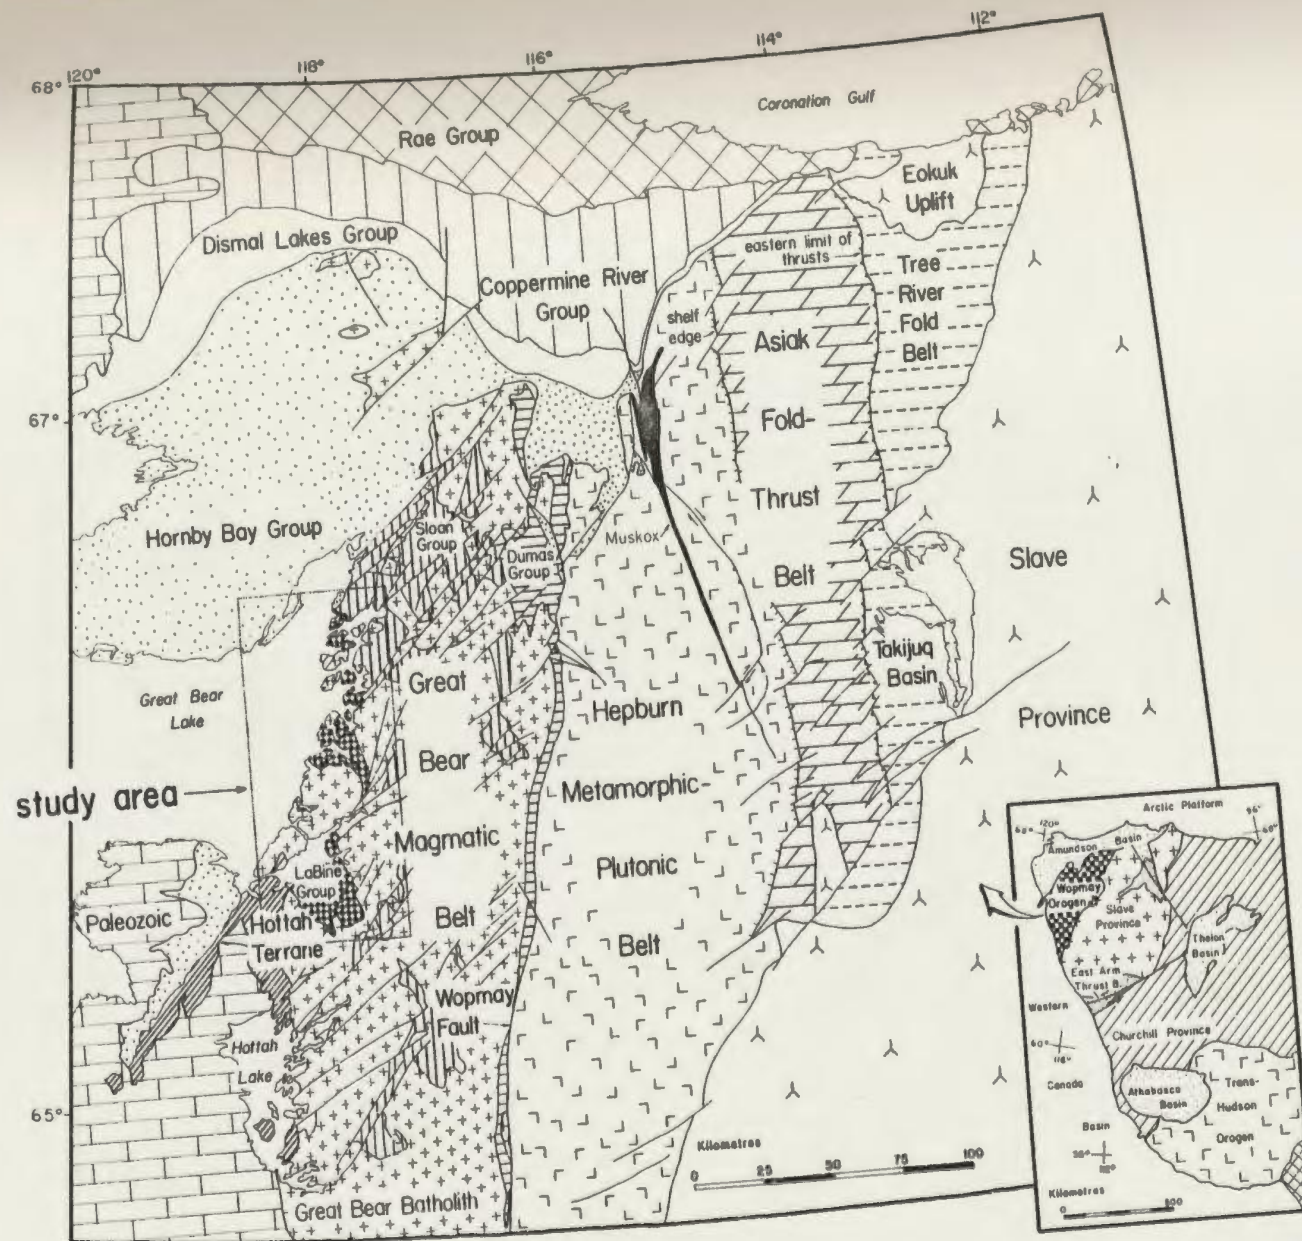 120°
118°
116°
114°
112°
68°
Coronation Gulf
Rae Group
Eokuk
Uplift
Dismal Lakes Group
eastern limit of
thrusts
Tree
River
Fold
Belt
Coppermine River
Group
shelf
edge
Asiak
Fold-
Thrust
Belt
67°
Hornby Bay Group
Sloan
Group
Dumas
Group
Muskox
Slave
Province
Takijuq
Basin
Great Bear
Lake
Great
Bear
Magmatic
Belt
Hepburn
Metamorphic-
Plutonic
Belt
study area
LaBine
Group
Paleozoic
Hottah
Terrane
Wopmay
Fault
Hottah
Lake
65°
Great Bear Batholith
Kilometres
0 25 50 75 100
Arctic Platform
120°
Amundson Basin
Wopmay
Orogen
Slave
Province
Thelon
Basin
East Arm
Thrust B.
Western
Canada
Basin
Churchill Province
60°
Athabasca
Basin
Trans-
Hudson
Orogen
Kilometres
0